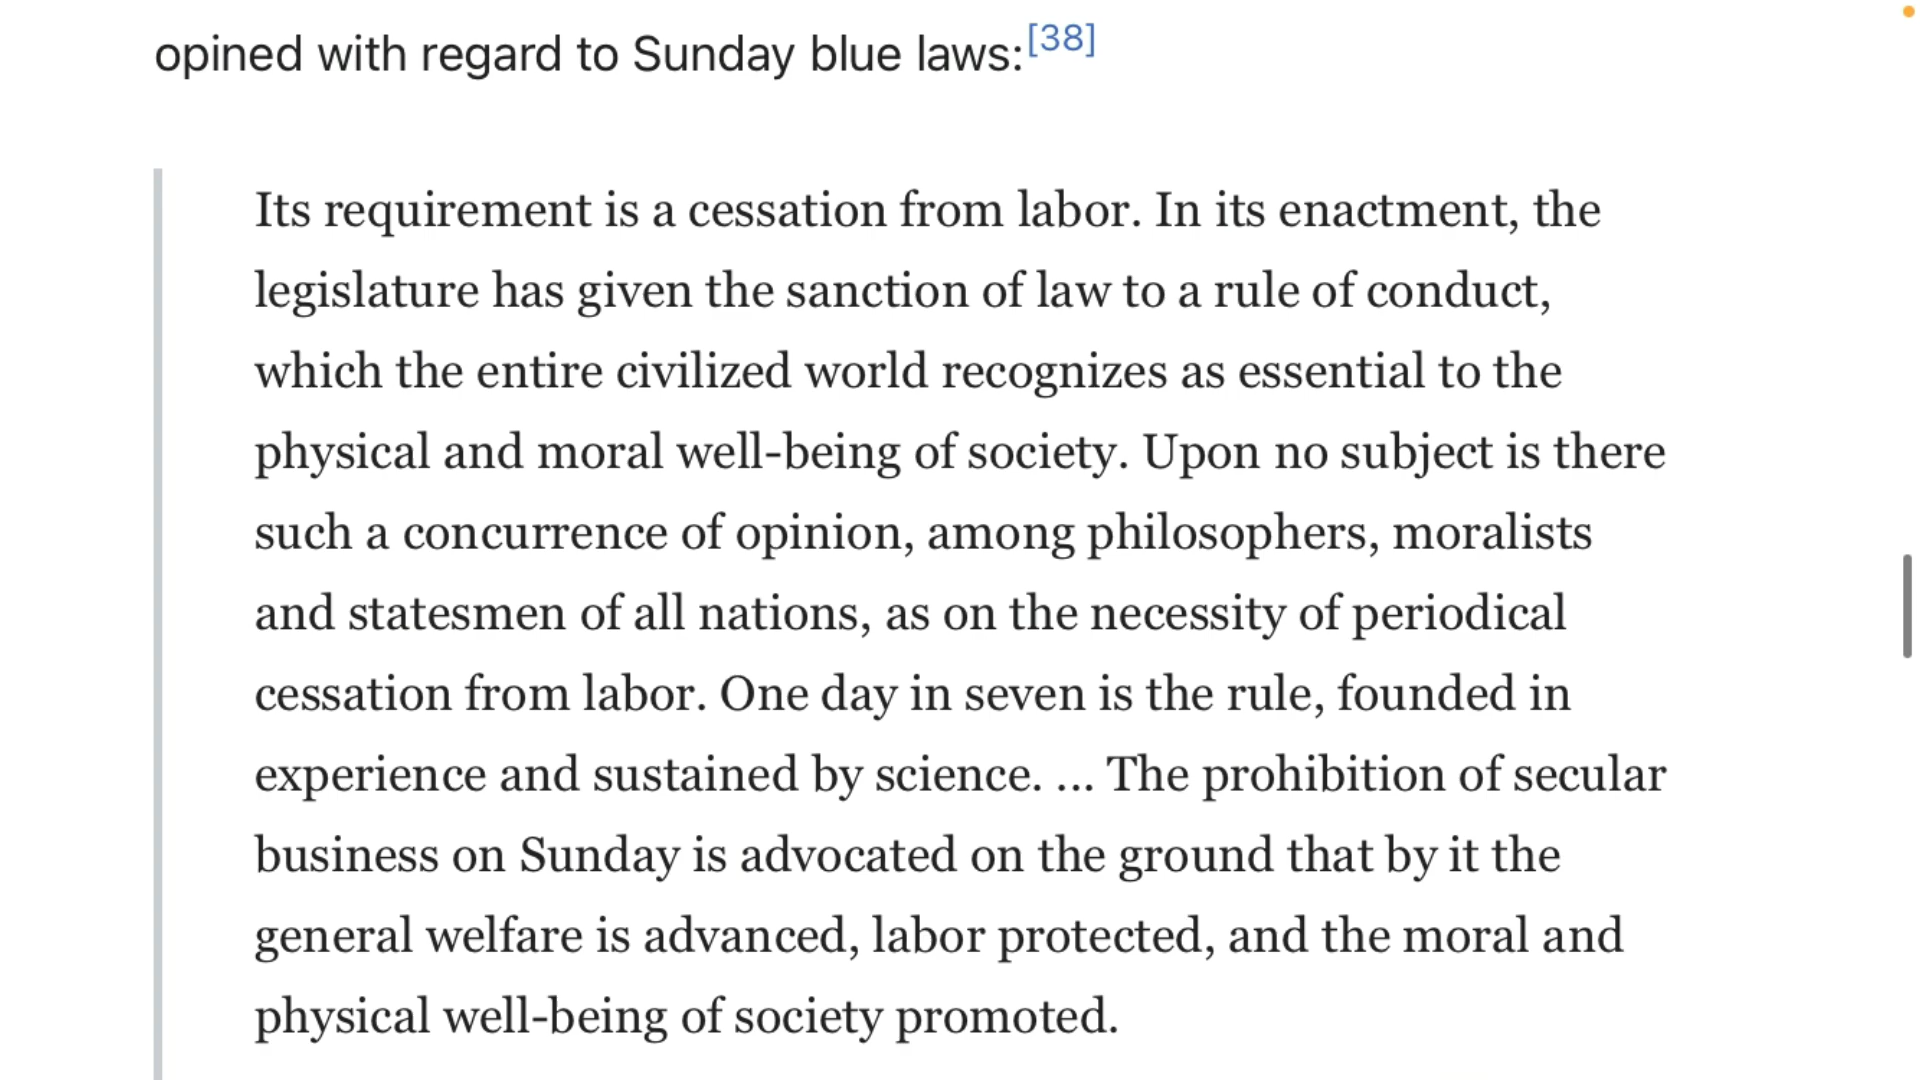 opined with regard to Sunday blue laws:[38]
Its requirement is a cessation from labor. In its enactment, the
legislature has given the sanction of law to a rule of conduct,
which the entire civilized world recognizes as essential to the
physical and moral well-being of society. Upon no subject is there
such a concurrence of opinion, among philosophers, moralists
and statesmen of all nations, as on the necessity of periodical
cessation from labor. One day in seven is the rule, founded in
experience and sustained by science. ... The prohibition of secular
business on Sunday is advocated on the ground that by it the
general welfare is advanced, labor protected, and the moral and
physical well-being of society promoted.